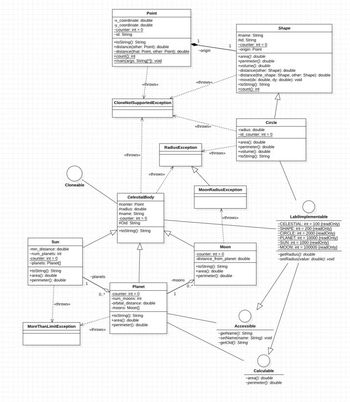 Point
-x_coordinate: double
-y_coordinate: double
-counter: int = 0
-id: String
+toString(): String
+distance(other: Point): double
+distance(that: Point, other: Point): double
+count(): int
+main(args: String[*]): void
Shape
#name: String
#id: String
-counter: int = 0
-origin: Point
+area(): double
+perimeter(): double
+volume(): double
+distance(other: Shape): double
+distance(the_shape: Shape, other: Shape): double
+move(dx: double, dy: double): void
+toString(): String
+count(): int
1
1
-origin
«throws»
«throws»
CloneNotSupportedException
Circle
-radius: double
-id_counter: int = 0
+area(): double
+perimeter(): double
+volume(): double
+toString(): String
«throws»
«throws»
RadiusException
«throws»
Cloneable
MoonRadiusException
CelestialBody
#center: Point
#radius: double
#name: String
-counter: int = 0
#Old: String
+toString(): String
LabImplementable
-CELESTIAL: int = 100 {readOnly}
-SHAPE: int = 200 {readOnly}
-CIRCLE: int = 2000 {readOnly}
-PLANET: int = 10000 {readOnly}
-SUN: int = 1000 {readOnly}
-MOON: int = 100000 {readOnly}
-getRadius(): double
-setRadius(value: double): void
Sun
-min_distance: double
-num_planets: int
-counter: int = 0
-planets: Planet[]
+toString(): String
+area(): double
+perimeter(): double
Moon
-counter: int = 0
-distance_from_planet: double
+toString(): String
+area(): double
+perimeter(): double
1
-planets
0..*
-moons
0..*
1
Planet
-counter: int = 0
-num_moons: int
-orbital_distance: double
-moons: Moon[]
+toString(): String
+area(): double
+perimeter(): double
«throws»
«throws»
MoreThanLimitException
Accessible
-getName(): String
-setName(name: String): void
-getOld(): String
Calculable
-area(): double
-perimeter(): double